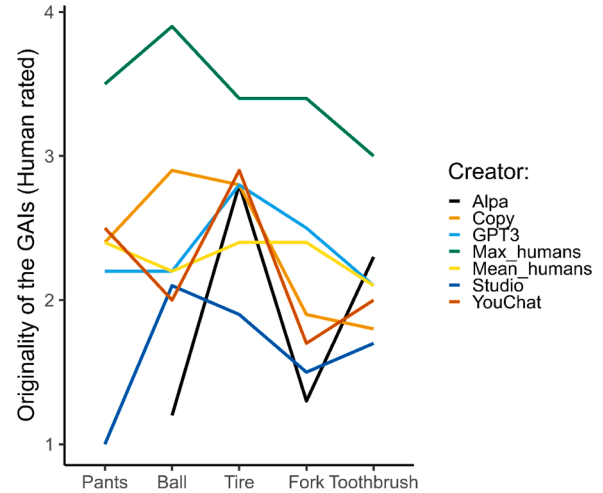 Originality of the GAIs (Human rated)
4
3
2
1
Pants Ball Tire Fork Toothbrush
Creator:
Alpa
Copy
GPT3
Max_humans
Mean_humans
Studio
YouChat